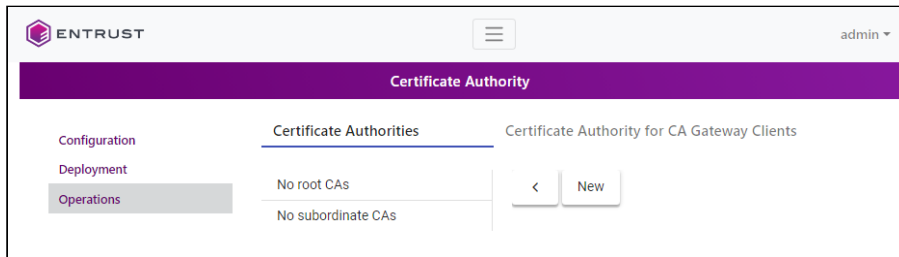 ENTRUST
admin
Certificate Authority
Configuration
Deployment
Operations
Certificate Authorities
Certificate Authority for CA Gateway Clients
No root CAs
No subordinate CAs
New